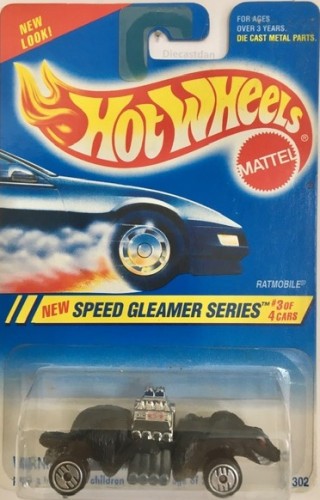 NEW
LOOK!
Diecastdan
FOR AGES
OVER 3 YEARS.
DIE CAST METAL PARTS.
HOT WHEELS
®
MATTEL
RATMOBILE
NEW SPEED GLEAMER SERIES™ #3 OF
4 CARS
children
302